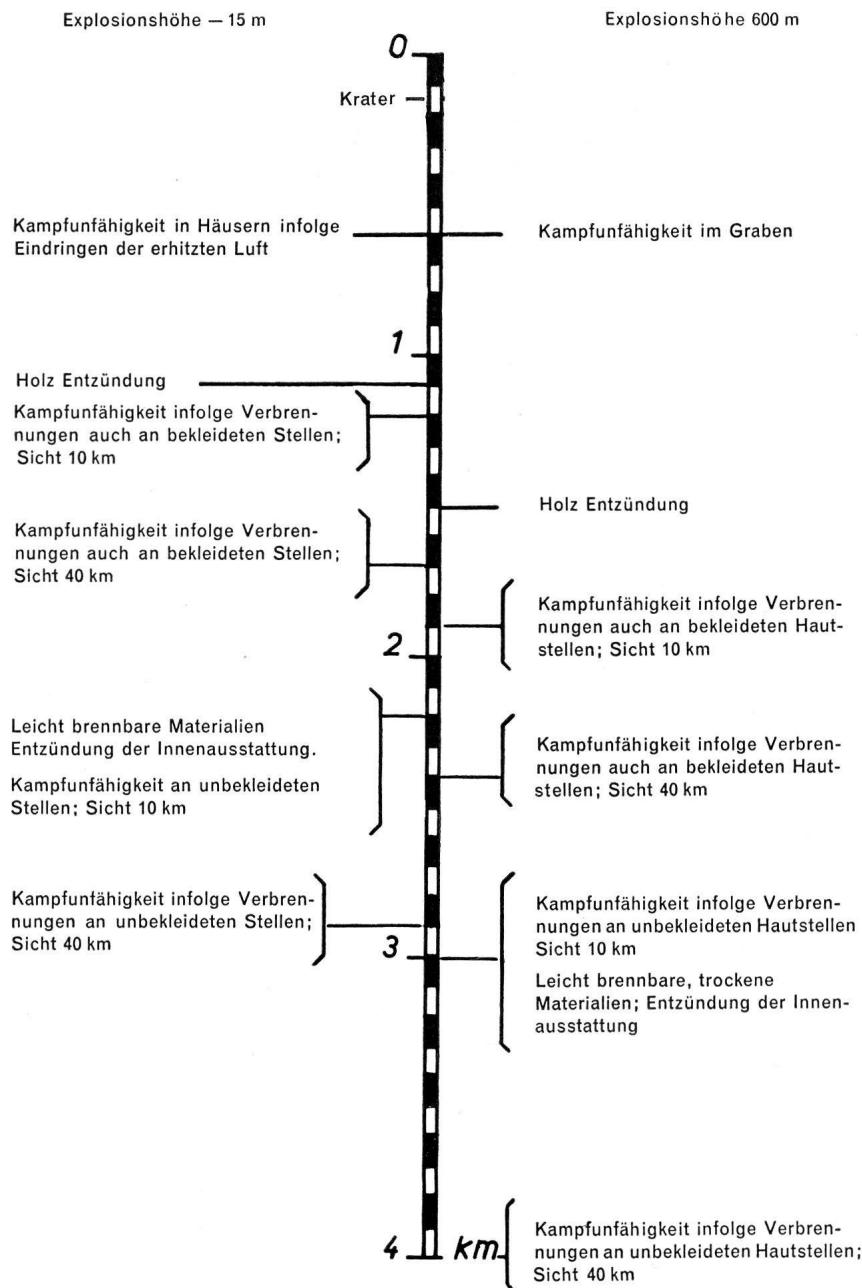 Explosionshöhe — 15 m
Explosionshöhe 600 m
0
Krater
Kampfunfähigkeit in Häusern infolge
Eindringen der erhitzten Luft
Kampfunfähigkeit im Graben
1
Holz Entzündung
Kampfunfähigkeit infolge Verbren-
nungen auch an bekleideten Stellen;
Sicht 10 km
Holz Entzündung
Kampfunfähigkeit infolge Verbren-
nungen auch an bekleideten Stellen;
Sicht 40 km
Kampfunfähigkeit infolge Verbren-
nungen auch an bekleideten Haut-
stellen; Sicht 10 km
2
Leicht brennbare Materialien
Entzündung der Innenausstattung.
Kampfunfähigkeit an unbekleideten
Stellen; Sicht 10 km
Kampfunfähigkeit infolge Verbren-
nungen auch an bekleideten Haut-
stellen; Sicht 40 km
Kampfunfähigkeit infolge Verbren-
nungen an unbekleideten Stellen;
Sicht 40 km
3
Kampfunfähigkeit infolge Verbren-
nungen an unbekleideten Hautstellen
Sicht 10 km
Leicht brennbare, trockene
Materialien; Entzündung der Innen-
ausstattung
4 km
Kampfunfähigkeit infolge Verbren-
nungen an unbekleideten Hautstellen;
Sicht 40 km